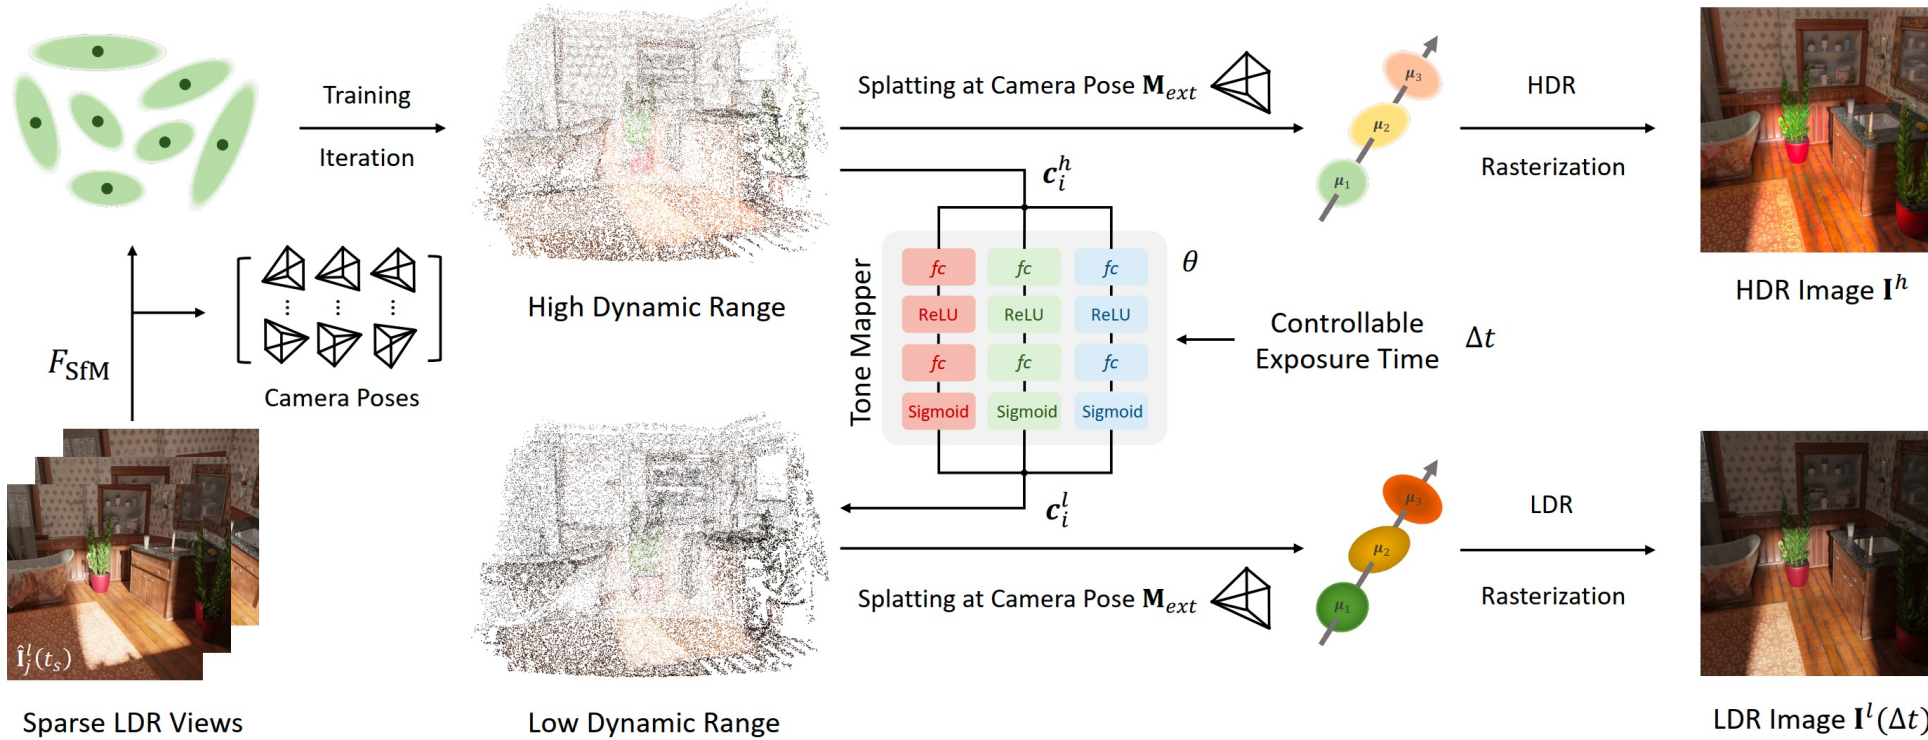 Training
Iteration
Splatting at Camera Pose M_ext
μ₁
μ₂
μ₃
HDR
Rasterization
HDR Image I^h
High Dynamic Range
c_i^h
Tone Mapper
fc fc fc
ReLU ReLU ReLU
fc fc fc
Sigmoid Sigmoid Sigmoid
θ
Controllable
Exposure Time Δt
F_SfM
Camera Poses
Î_j^l(t_s)
Sparse LDR Views
Low Dynamic Range
c_i^l
Splatting at Camera Pose M_ext
μ₁
μ₂
μ₃
LDR
Rasterization
LDR Image I^l(Δt)